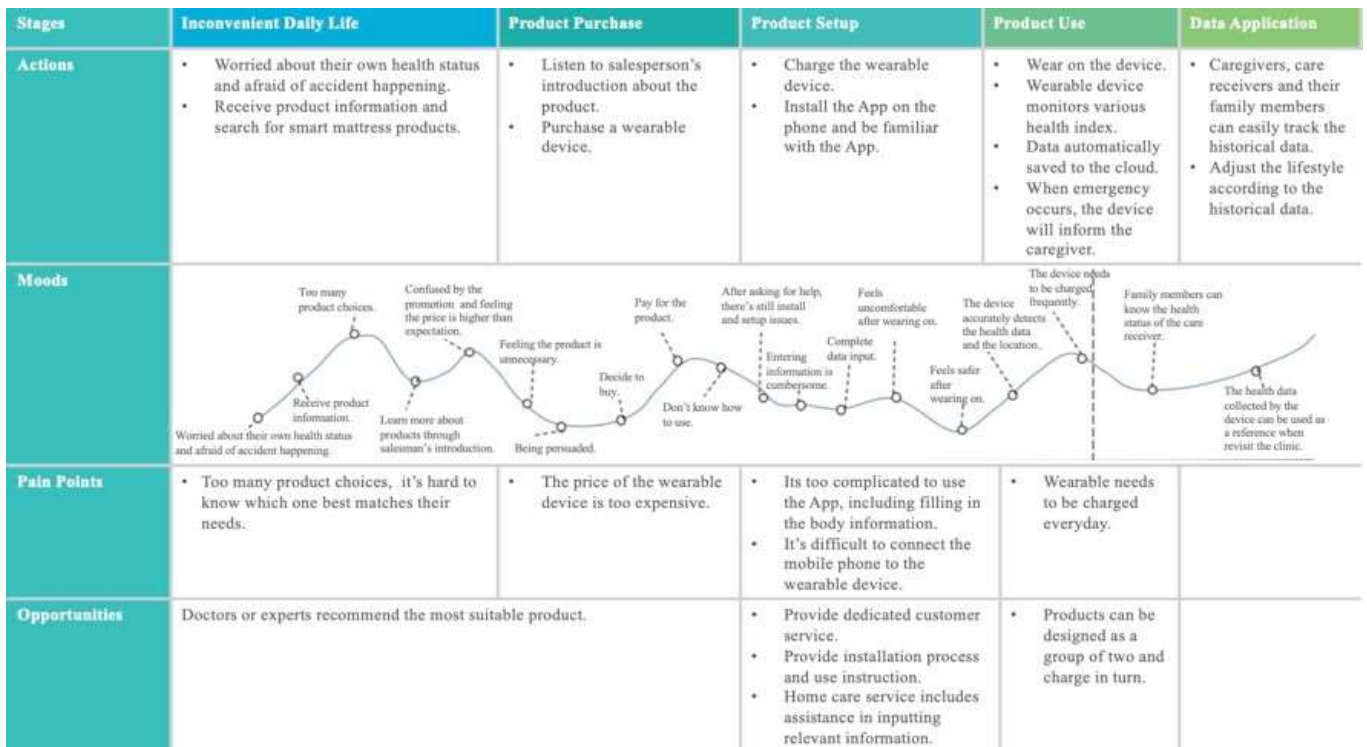 Stages
Inconvenient Daily Life
Product Purchase
Product Setup
Product Use
Data Application
Actions
• Worried about their own health status
and afraid of accident happening.
• Receive product information and
search for smart mattress products.
• Listen to salesperson's
introduction about the
product.
• Purchase a wearable
device.
• Charge the wearable
device.
• Install the App on the
phone and be familiar
with the App.
• Wear on the device.
• Wearable device
monitors various
health index.
• Data automatically
saved to the cloud.
• When emergency
occurs, the device
will inform the
caregiver.
• Caregivers, care
receivers and their
family members
can easily track the
historical data.
• Adjust the lifestyle
according to the
historical data.
Moods
Worried about their own health status
and afraid of accident happening.
Receive product
information.
Too many
product choices.
Learn more about
products through
salesman's introduction.
Confused by the
promotion and feeling
the price is higher than
expectation.
Feeling the product is
unnecessary.
Being persuaded.
Decide to
buy.
Pay for the
product.
Don't know how
to use.
After asking for help,
there's still install
and setup issues.
Entering
information is
cumbersome.
Complete
data input.
Feels
uncomfortable
after wearing on.
Feels safer
after
wearing on.
The device
accurately detects
the health data
and the location.
The device needs
to be charged
frequently.
Family members can
know the health
status of the care
receiver.
The health data
collected by the
device can be used as
a reference when
revisit the clinic.
Pain Points
• Too many product choices, it's hard to
know which one best matches their
needs.
• The price of the wearable
device is too expensive.
• Its too complicated to use
the App, including filling in
the body information.
• It's difficult to connect the
mobile phone to the
wearable device.
• Wearable needs
to be charged
everyday.
Opportunities
Doctors or experts recommend the most suitable product.
• Provide dedicated customer
service.
• Provide installation process
and use instruction.
• Home care service includes
assistance in inputting
relevant information.
• Products can be
designed as a
group of two and
charge in turn.